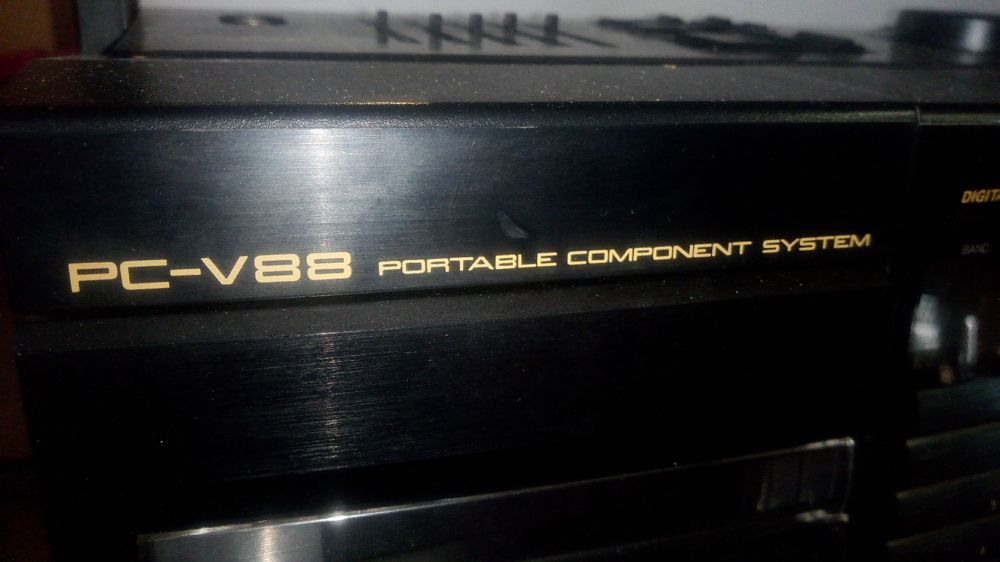 PC-V88 PORTABLE COMPONENT SYSTEM
DIGITA
BAND